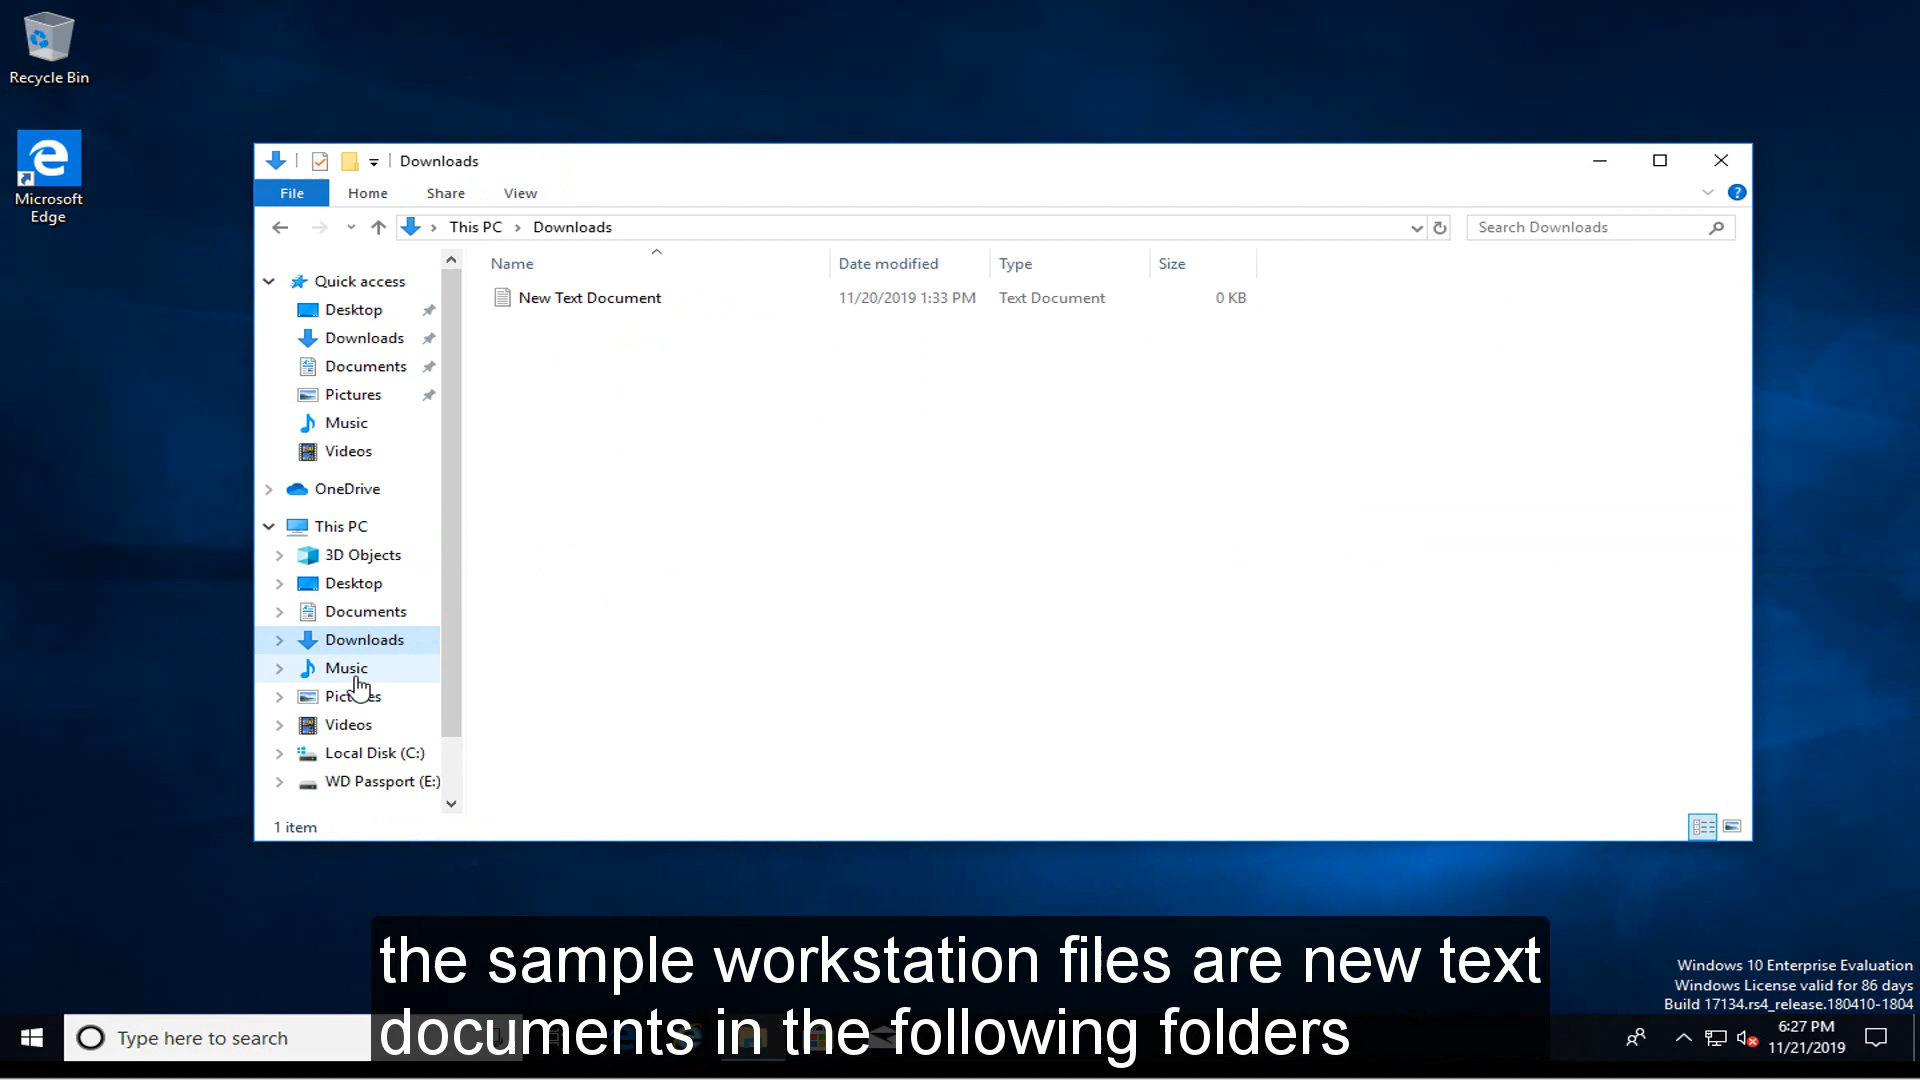 Recycle Bin
Microsoft
Edge
Downloads
File Home Share View
This PC Downloads
Search Downloads
Name Date modified Type Size
New Text Document 11/20/2019 1:33 PM Text Document 0 KB
Quick access
Desktop
Downloads
Documents
Pictures
Music
Videos
OneDrive
This PC
3D Objects
Desktop
Documents
Downloads
Music
Pictures
Videos
Local Disk (C:)
WD Passport (E:)
1 item
the sample workstation files are new text
documents in the following folders
Windows 10 Enterprise Evaluation
Windows License valid for 86 days
Build 17134.rs4_release.180410-1804
Type here to search
6:27 PM
11/21/2019